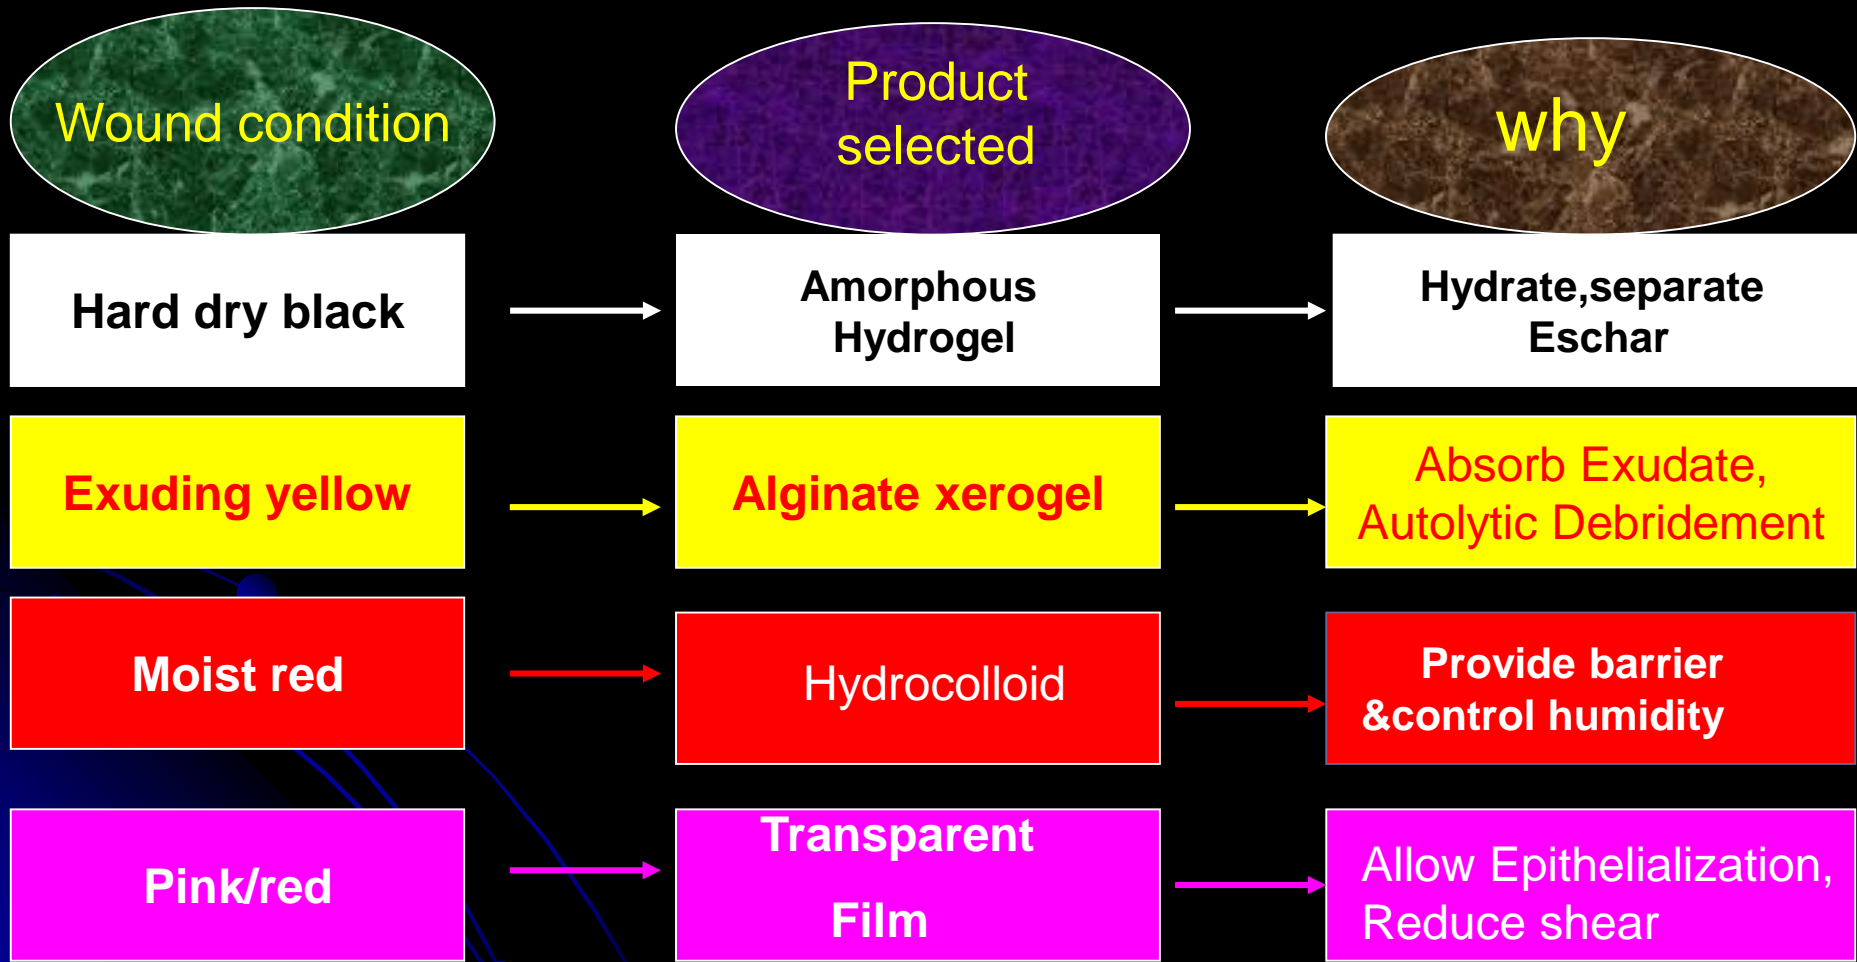 Wound condition
Product
selected
why
Hard dry black
Amorphous
Hydrogel
Hydrate,separate
Eschar
Exuding yellow
Alginate xerogel
Absorb Exudate,
Autolytic Debridement
Moist red
Hydrocolloid
Provide barrier
&control humidity
Pink/red
Transparent
Film
Allow Epithelialization,
Reduce shear